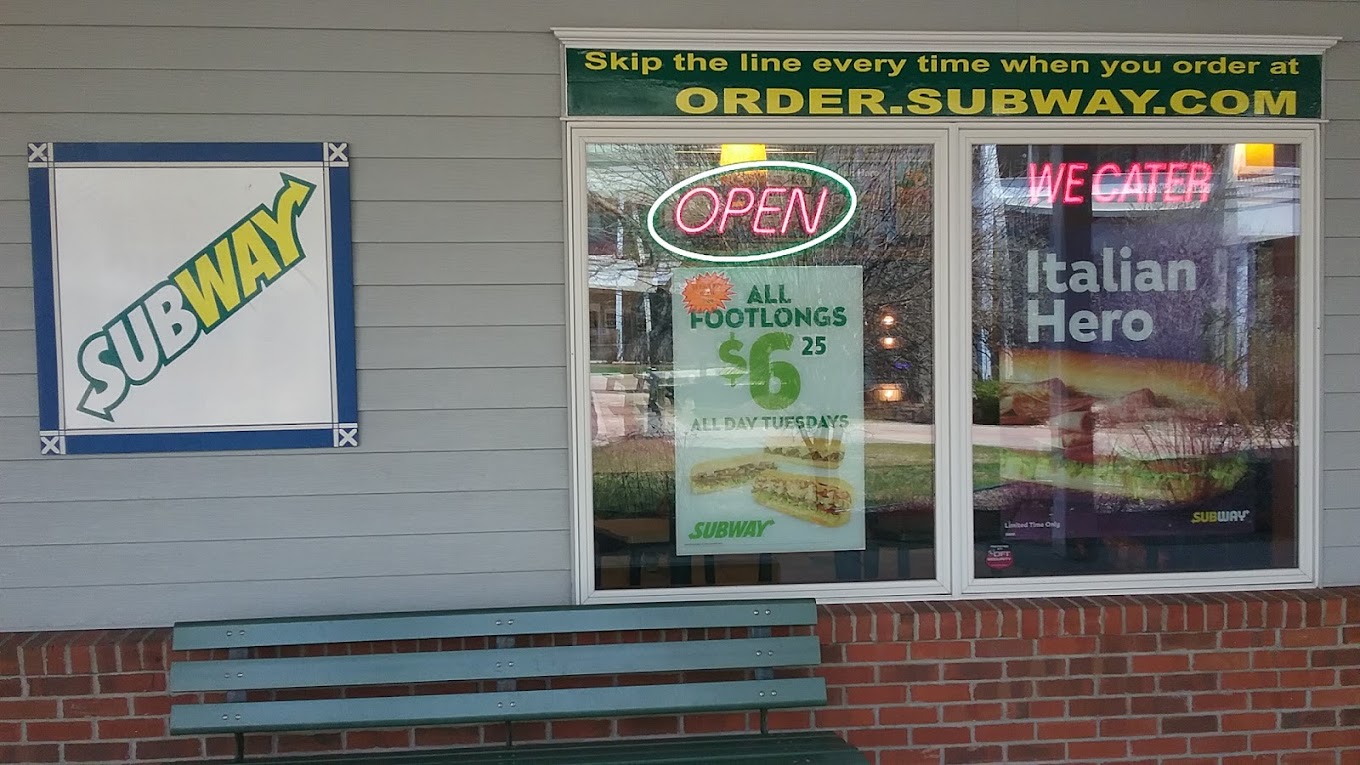 SUBWAY
Skip the line every time when you order at
ORDER.SUBWAY.COM
OPEN
ALL
FOOTLONGS
$6 25
ALL DAY TUESDAYS
SUBWAY
WE CATER
Italian
Hero
Limited Time Only
SUBWAY